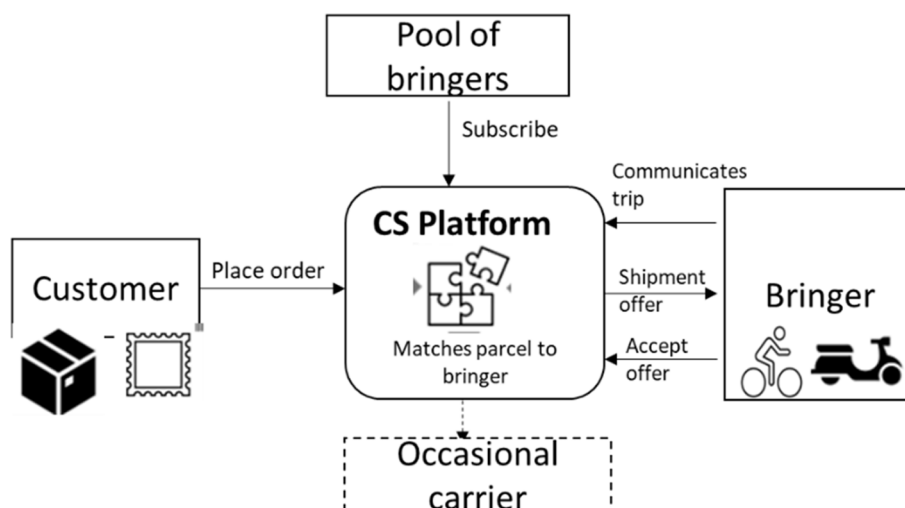 Pool of
bringers
Subscribe
Communicates
trip
CS Platform
Customer
Place order
Shipment
offer
Bringer
Matches parcel to
bringer
Accept
offer
Occasional
carrier